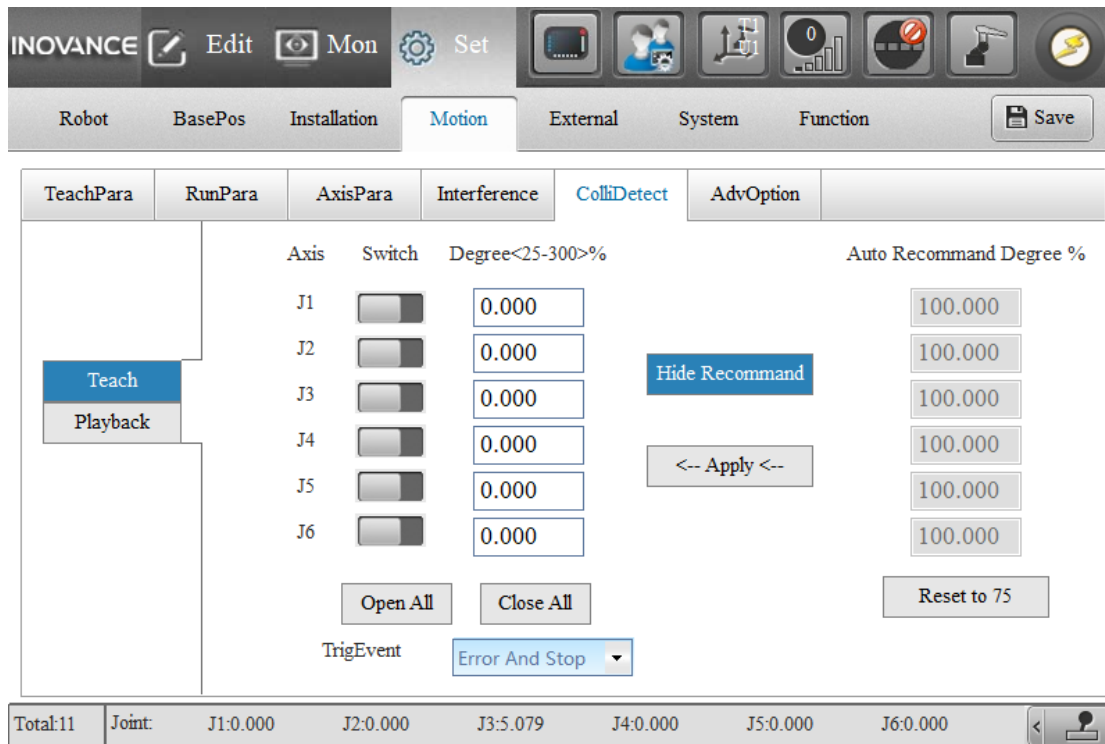 INOVANCE Edit Mon Set T1 U1 0
Robot BasePos Installation Motion External System Function Save
TeachPara RunPara AxisPara Interference ColliDetect AdvOption
Axis Switch Degree<25-300>% Auto Recommand Degree %
J1 0.000 100.000
J2 0.000 100.000
Hide Recommand
Teach
J3 0.000 100.000
Playback
J4 0.000 100.000
<-- Apply <--
J5 0.000 100.000
J6 0.000 100.000
Open All Close All Reset to 75
TrigEvent Error And Stop
Total:11 Joint: J1:0.000 J2:0.000 J3:5.079 J4:0.000 J5:0.000 J6:0.000 <